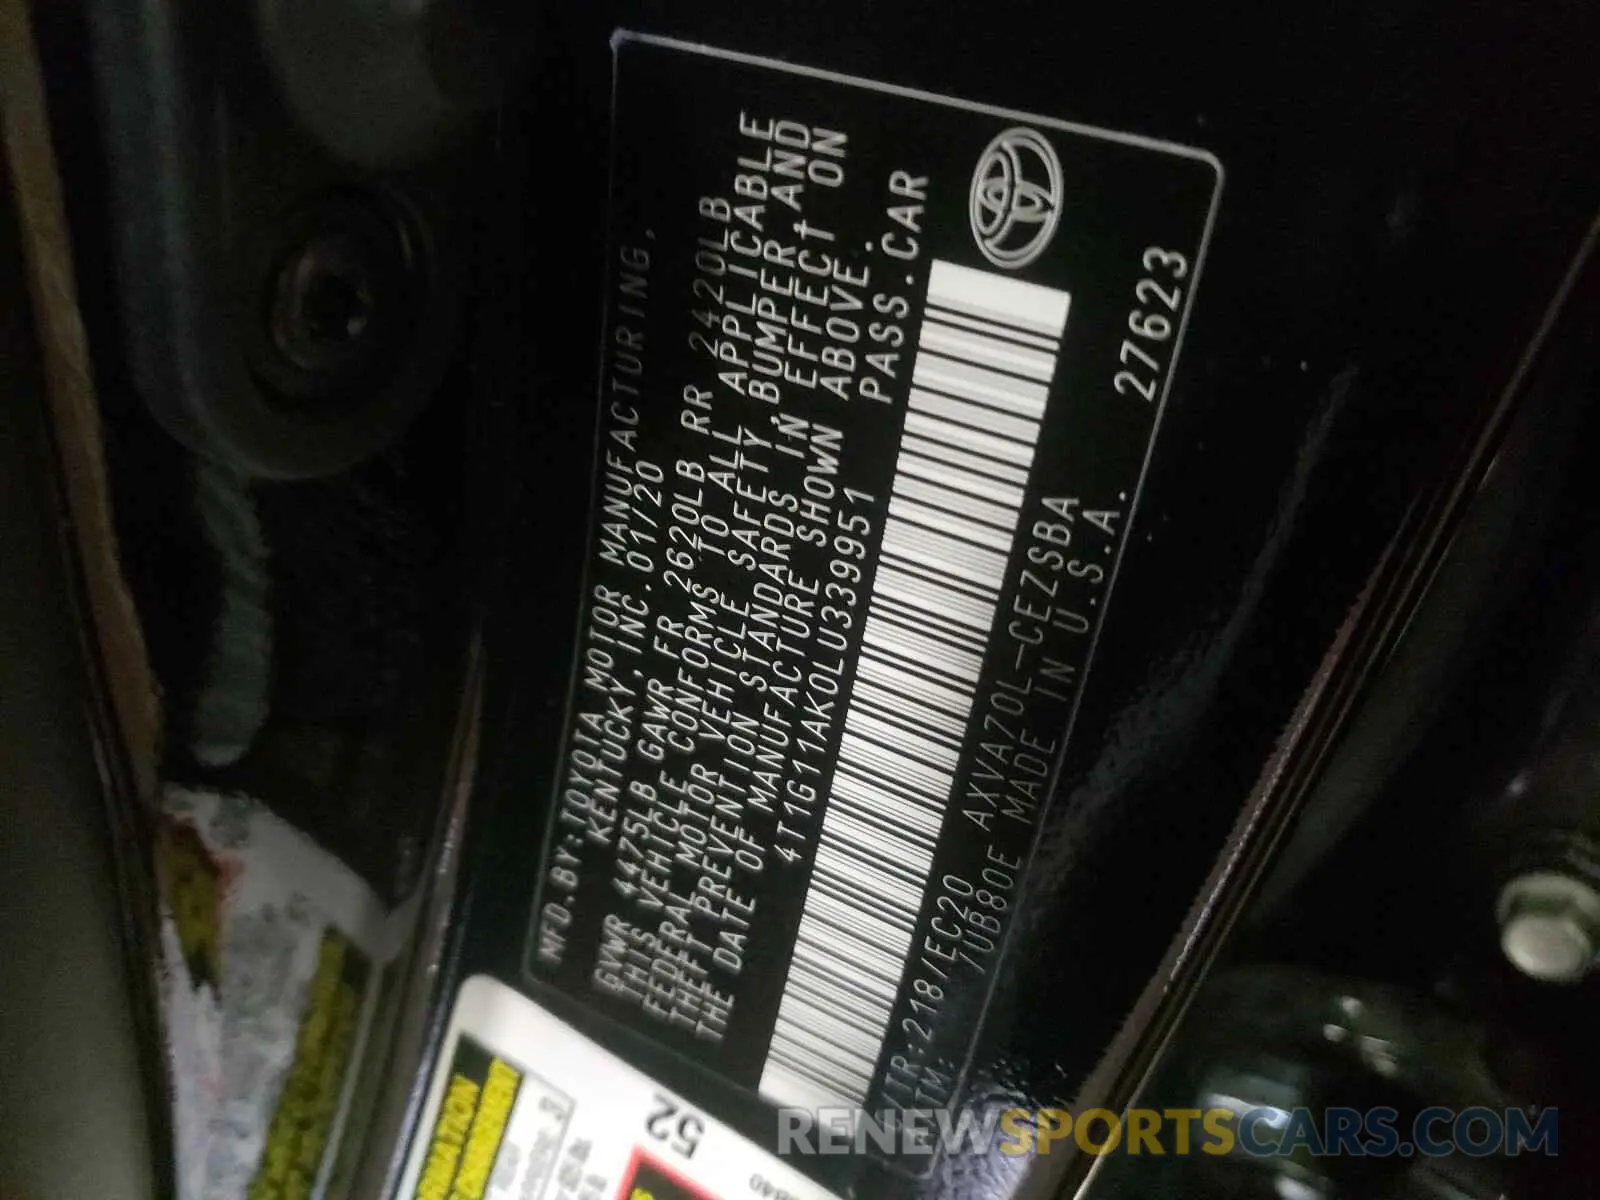 MFD.BY:TOYOTA MOTOR MANUFACTURING,
KENTUCKY, INC. 01/20
GVWR 4475LB GAWR FR 2620LB RR 2420LB
THIS VEHICLE CONFORMS TO ALL APPLICABLE
FEDERAL MOTOR VEHICLE SAFETY,BUMPER AND
THEFT PREVENTION STANDARDS IN EFFECT ON
THE DATE OF MANUFACTURE SHOWN ABOVE.
4T1G11AK0LU339951 PASS.CAR
C/TR:218/EC20
A/TM: /UB80E AXVA70L-CEZSBA
MADE IN U.S.A. 27623
52
RENEWSPORTSCARS.COM